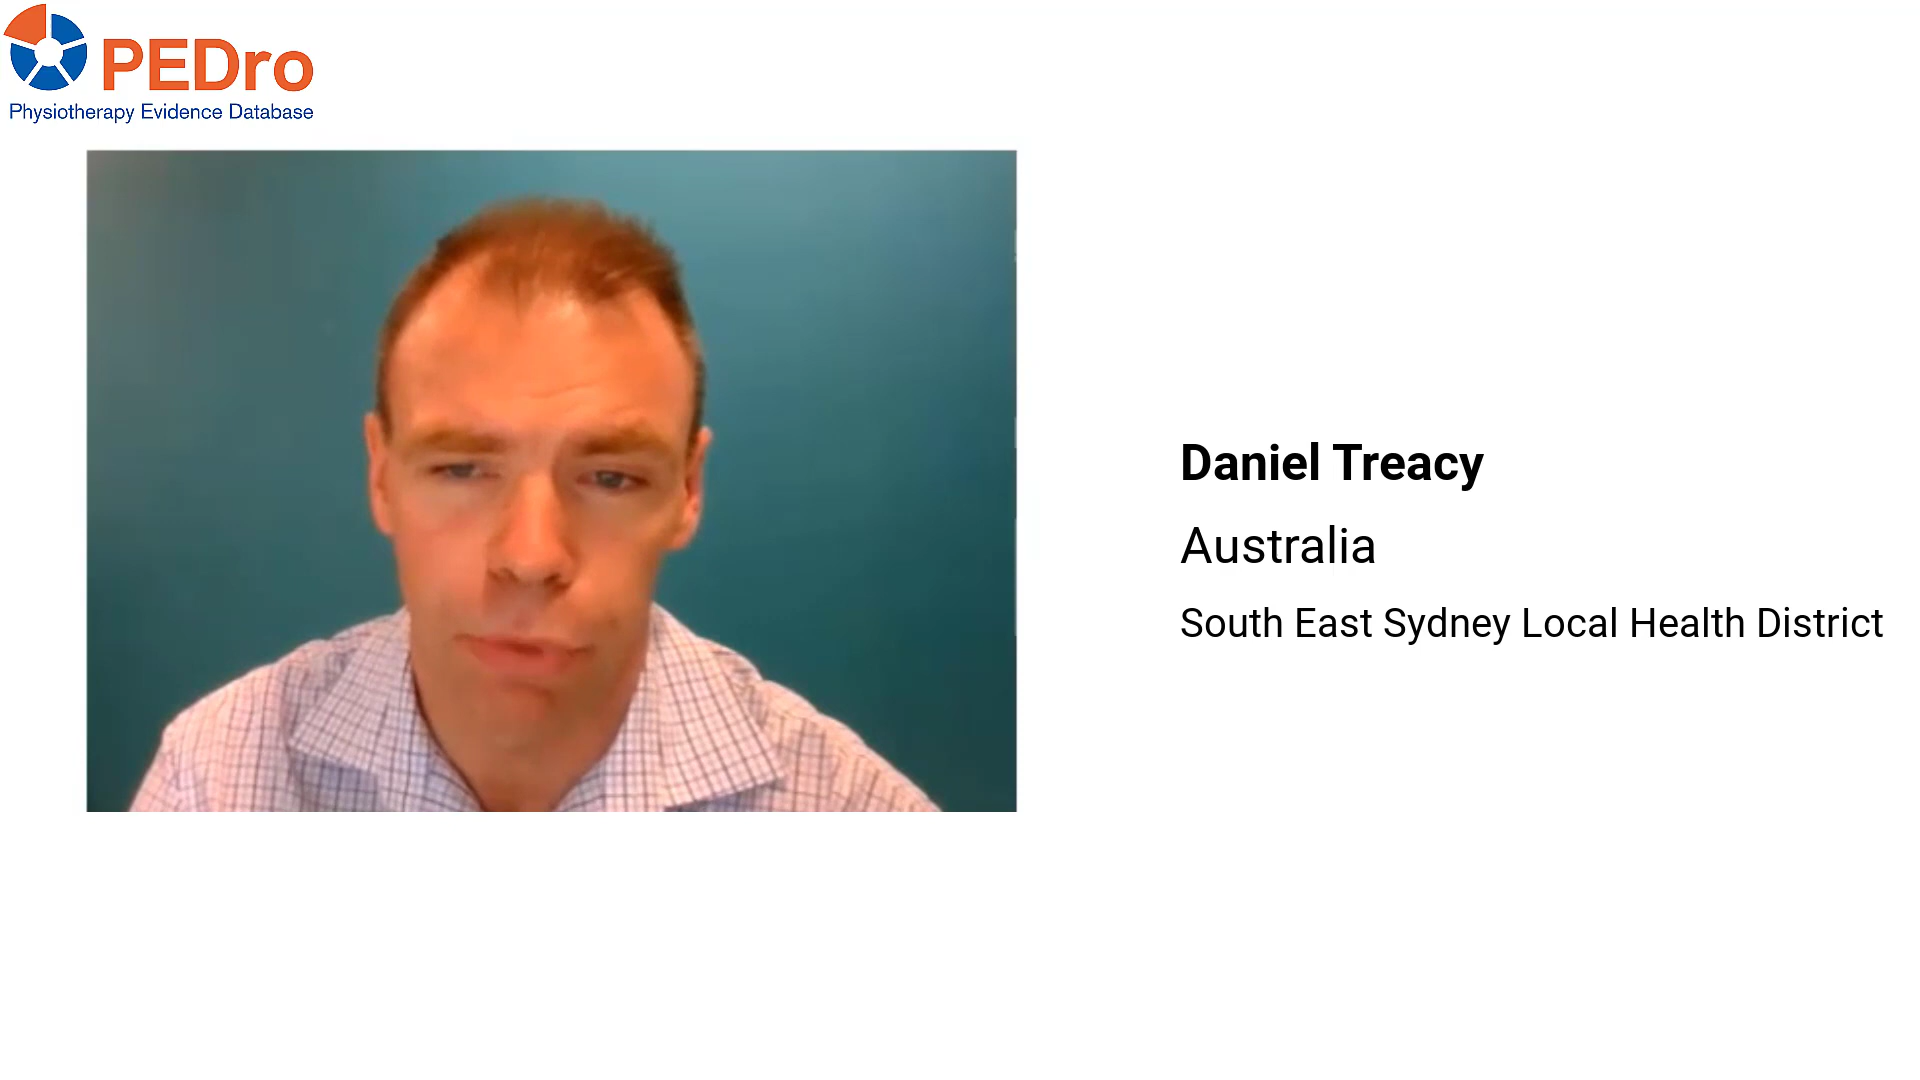 PEDro
Physiotherapy Evidence Database
Daniel Treacy
Australia
South East Sydney Local Health District